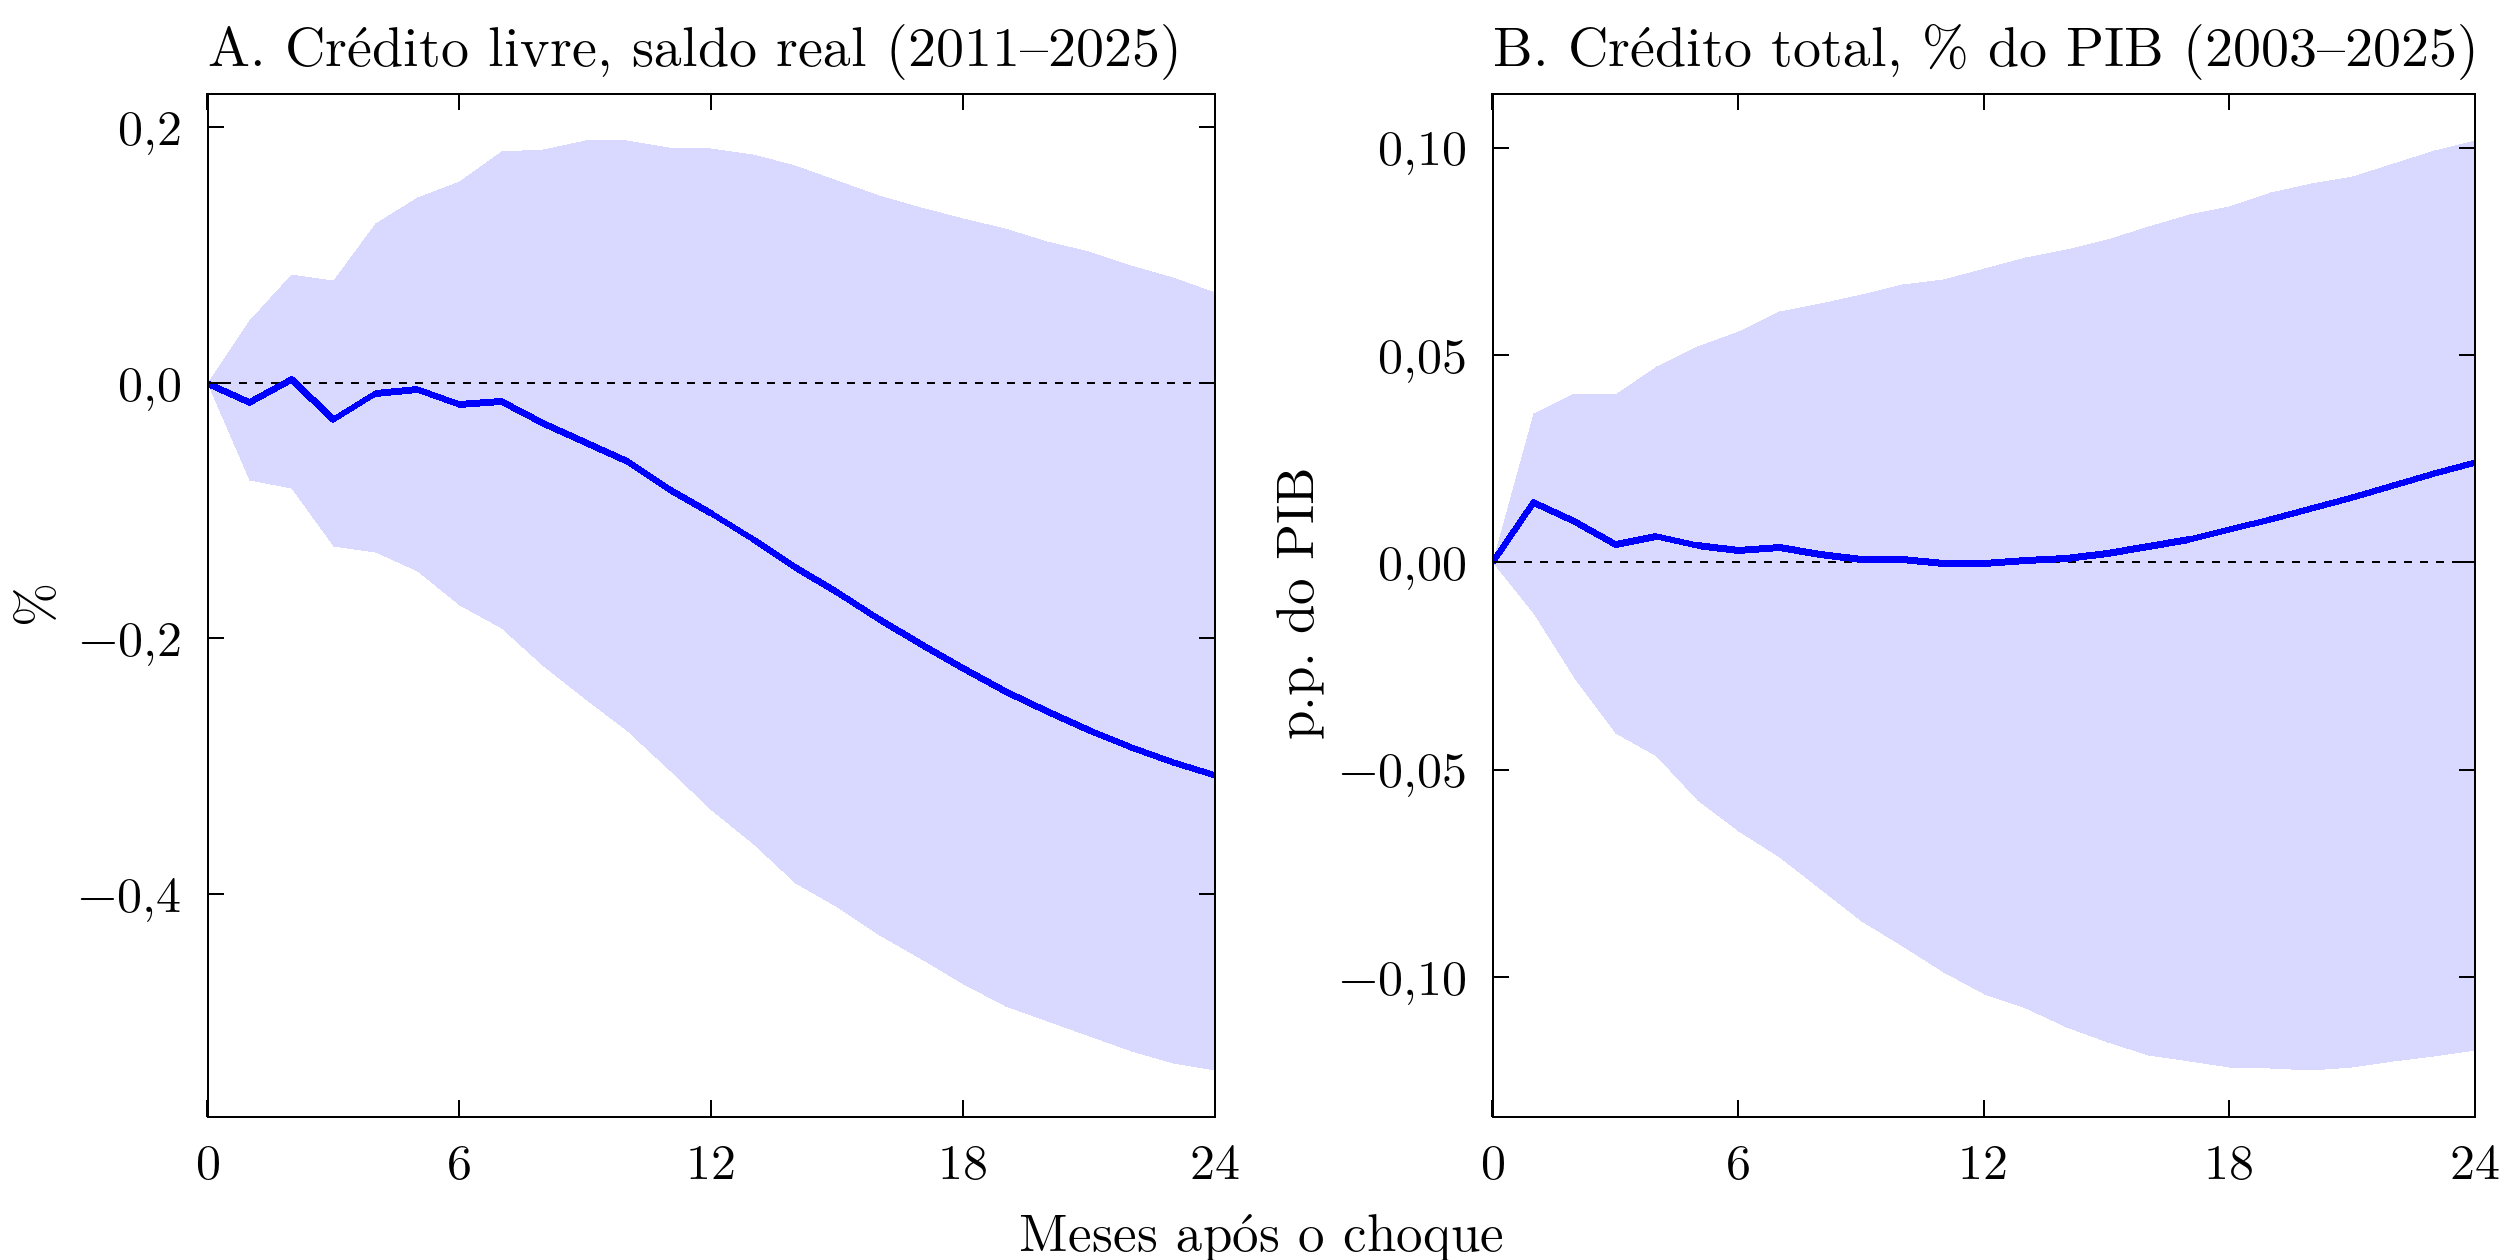 A. Crédito livre, saldo real (2011–2025)
%
0,2
0,0
−0,2
−0,4
0 6 12 18 24
B. Crédito total, % do PIB (2003–2025)
p.p. do PIB
0,10
0,05
0,00
−0,05
−0,10
0 6 12 18 24
Meses após o choque